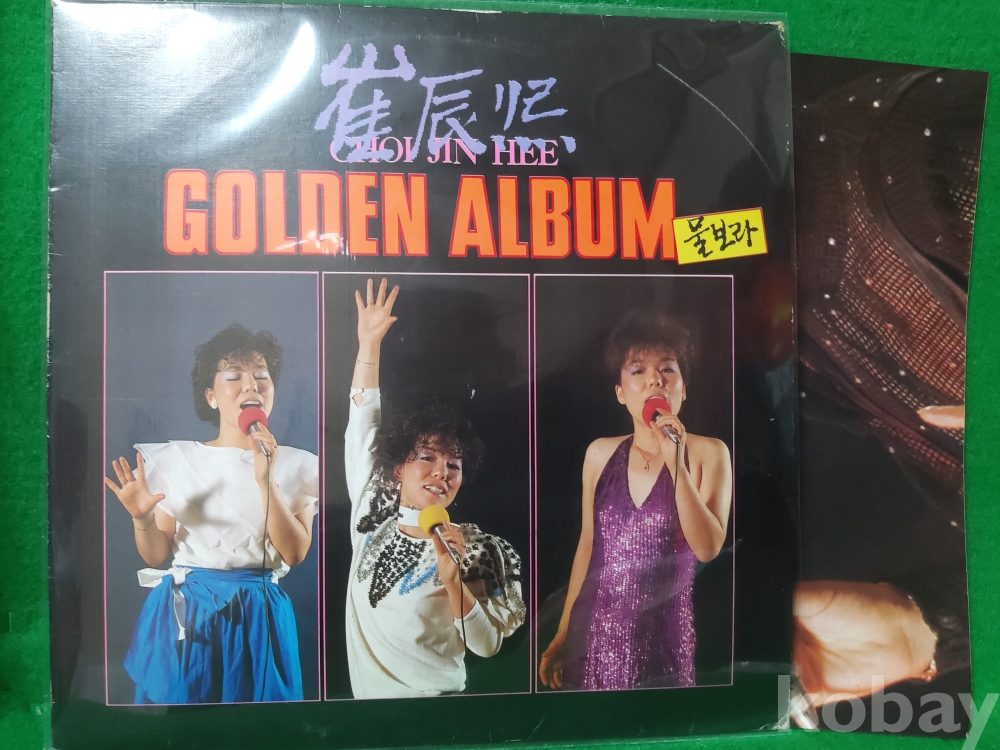 崔辰熙
CHOI JIN HEE
GOLDEN ALBUM
물보라
kobay